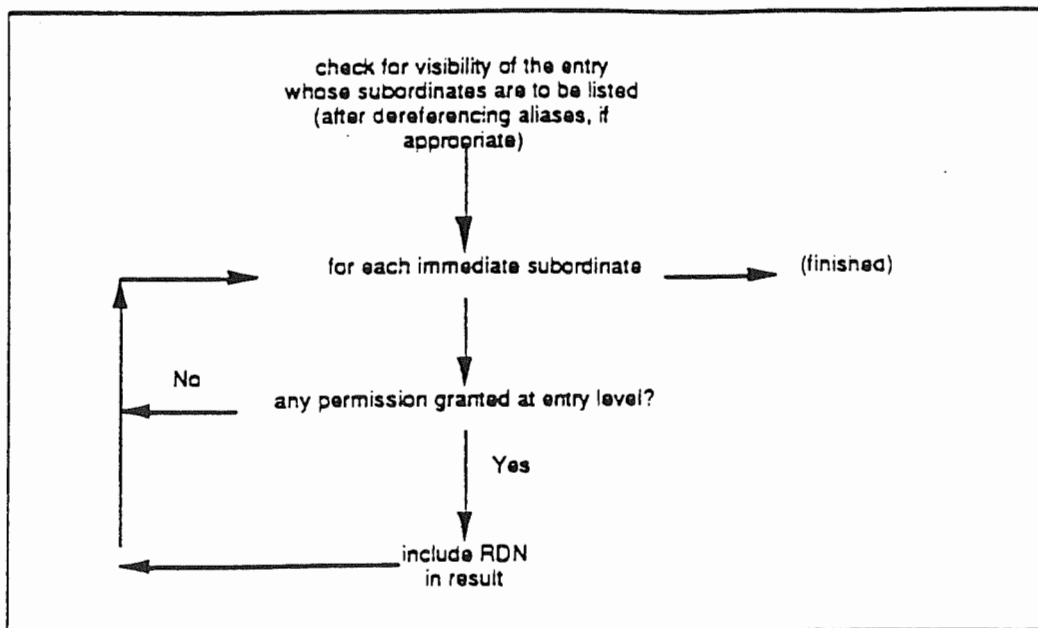 check for visibility of the entry
whose subordinates are to be listed
(after dereferencing aliases, if
appropriate)
for each immediate subordinate
(finished)
No
any permission granted at entry level?
Yes
include RDN
in result